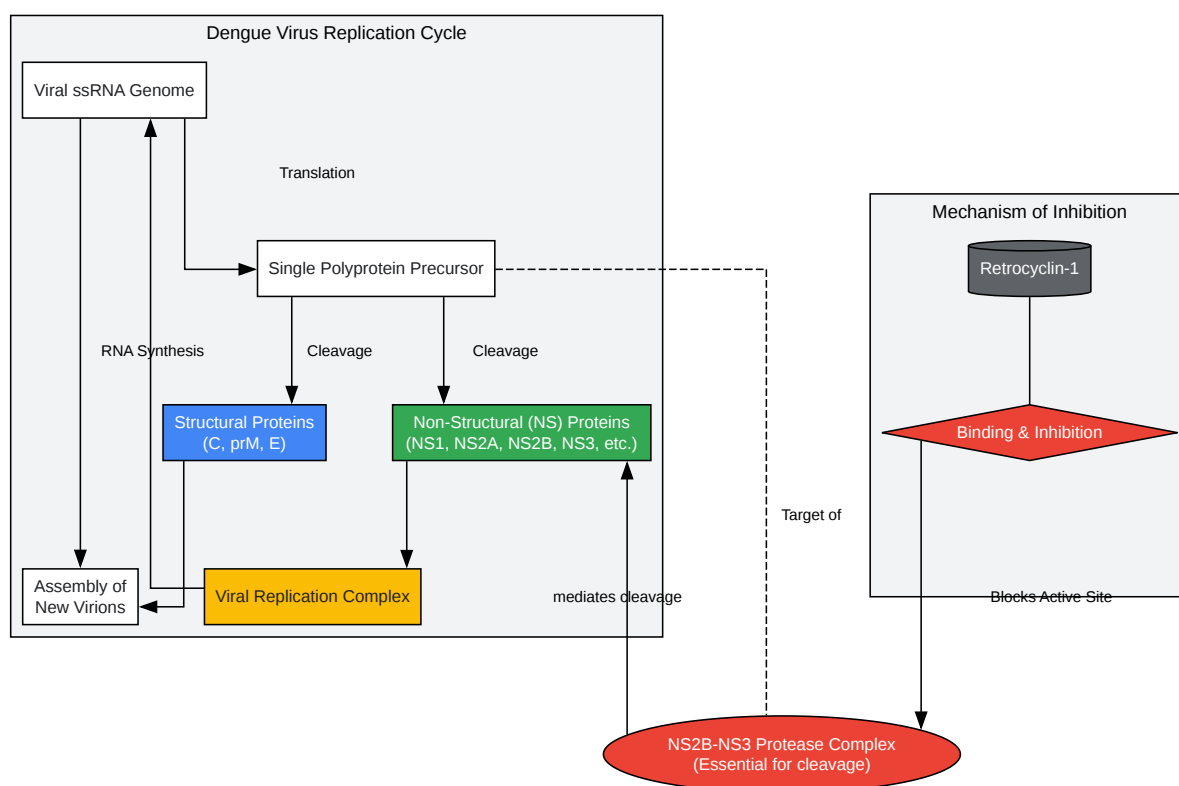 Dengue Virus Replication Cycle
Viral ssRNA Genome
Translation
Mechanism of Inhibition
Single Polyprotein Precursor
Retrocyclin-1
RNA Synthesis
Cleavage
Cleavage
Structural Proteins
(C, prM, E)
Non-Structural (NS) Proteins
(NS1, NS2A, NS2B, NS3, etc.)
Binding & Inhibition
Target of
Assembly of
New Virions
Viral Replication Complex
mediates cleavage
Blocks Active Site
NS2B-NS3 Protease Complex
(Essential for cleavage)